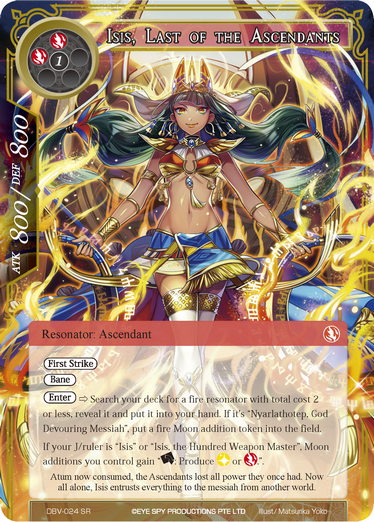 Isis, Last of the Ascendants
1
ATK 800/DEF 800
Resonator: Ascendant
First Strike
Bane
Enter ⇨ Search your deck for a fire resonator with total cost 2
or less, reveal it and put it into your hand. If it's "Nyarlathotep, God
Devouring Messiah", put a fire Moon addition token into the field.
If your J/ruler is "Isis" or "Isis, the Hundred Weapon Master", Moon
additions you control gain " : Produce or .".
Atum now consumed, the Ascendants lost all power they once had. Now
all alone, Isis entrusts everything to the messiah from another world.
DBV-024 SR
©EYE SPY PRODUCTIONS PTE LTD.
Illust/ Matsurika Yoko